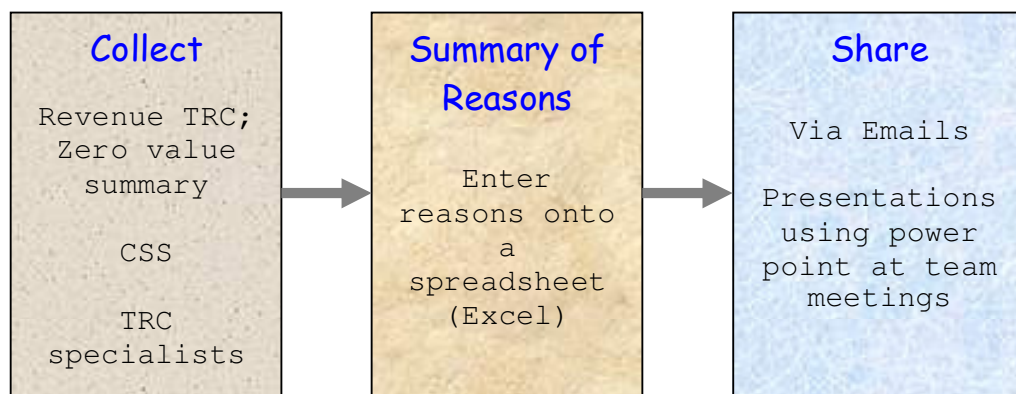 Collect
Revenue TRC;
Zero value
summary
CSS
TRC
specialists
Summary of
Reasons
Enter
reasons onto
a
spreadsheet
(Excel)
Share
Via Emails
Presentations
using power
point at team
meetings